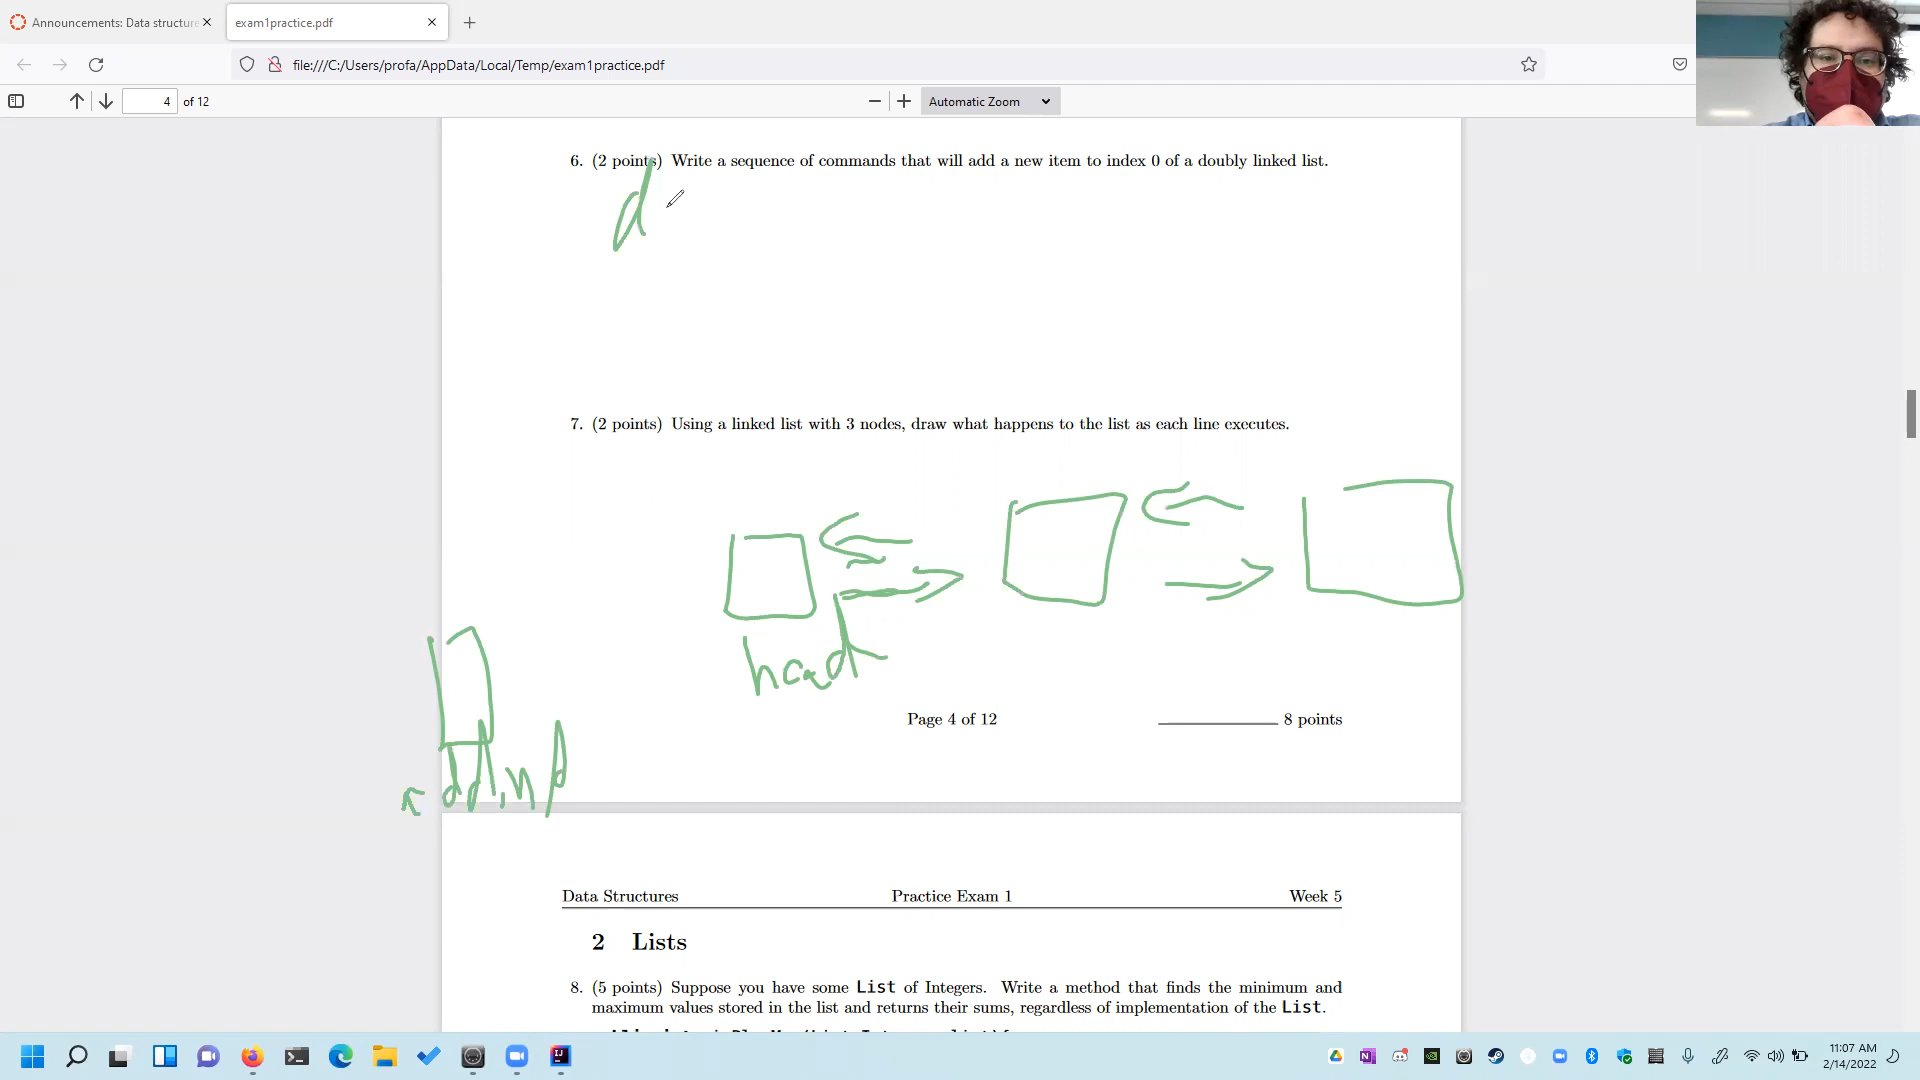 Announcements: Data structure
exam1practice.pdf
file:///C:/Users/profa/AppData/Local/Temp/exam1practice.pdf
4 of 12
Automatic Zoom
6. (2 points) Write a sequence of commands that will add a new item to index 0 of a doubly linked list.
d
7. (2 points) Using a linked list with 3 nodes, draw what happens to the list as each line executes.
head
Page 4 of 12
8 points
Data Structures
Practice Exam 1
Week 5
2 Lists
8. (5 points) Suppose you have some List of Integers. Write a method that finds the minimum and
maximum values stored in the list and returns their sums, regardless of implementation of the List.
11:07 AM
2/14/2022